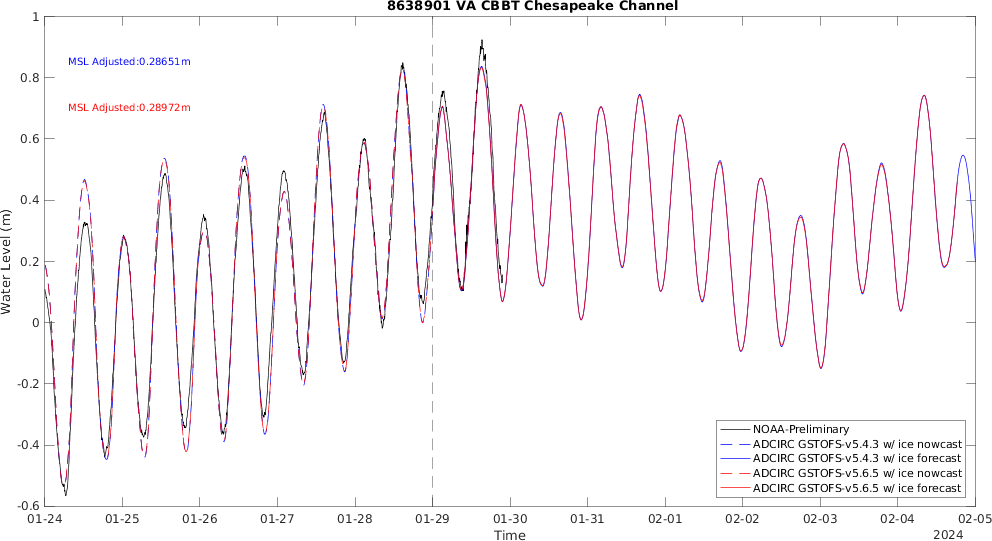 8638901 VA CBBT Chesapeake Channel
1
0.8
0.6
0.4
0.2
0
-0.2
-0.4
-0.6
Water Level (m)
MSL Adjusted:0.28651m
MSL Adjusted:0.28972m
NOAA-Preliminary
ADCIRC GSTOFS-v5.4.3 w/ ice nowcast
ADCIRC GSTOFS-v5.4.3 w/ ice forecast
ADCIRC GSTOFS-v5.6.5 w/ ice nowcast
ADCIRC GSTOFS-v5.6.5 w/ ice forecast
01-24 01-25 01-26 01-27 01-28 01-29 01-30 01-31 02-01 02-02 02-03 02-04 02-05
Time
2024